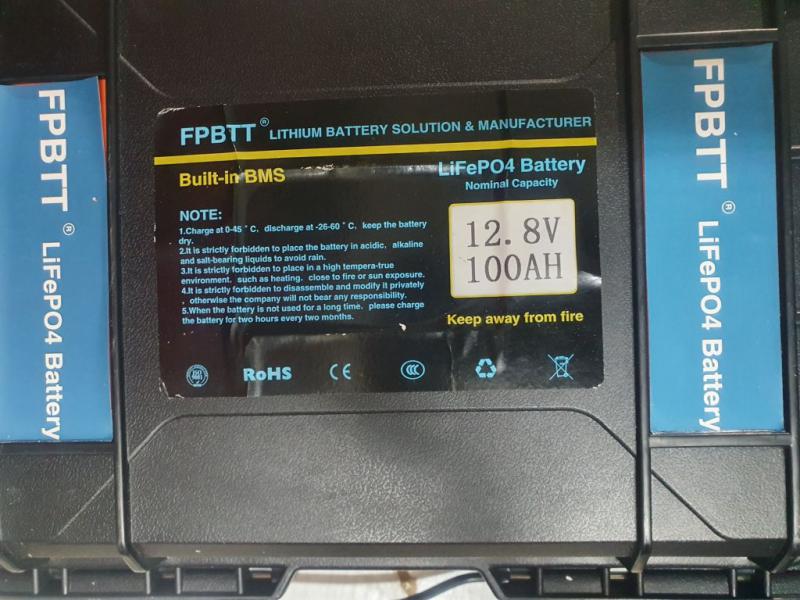 FPBTT® LiFePO4 Battery
FPBTT® LITHIUM BATTERY SOLUTION & MANUFACTURER
Built-in BMS
LiFePO4 Battery
Nominal Capacity
12.8V
100AH
Keep away from fire
NOTE:
1.Charge at 0-45 °C, discharge at -26-60 °C, keep the battery
dry.
2.It is strictly forbidden to place the battery in acidic, alkaline
and salt-bearing liquids to avoid rain.
3.It is strictly forbidden to place in a high tempera-true
environment, such as heating, close to fire or sun exposure.
4.It is strictly forbidden to disassemble and modify it privately
, otherwise the company will not bear any responsibility.
5.When the battery is not used for a long time, please charge
the battery for two hours every two months.
ISO
RoHS
CE
CCC
FPBTT® LiFePO4 Battery